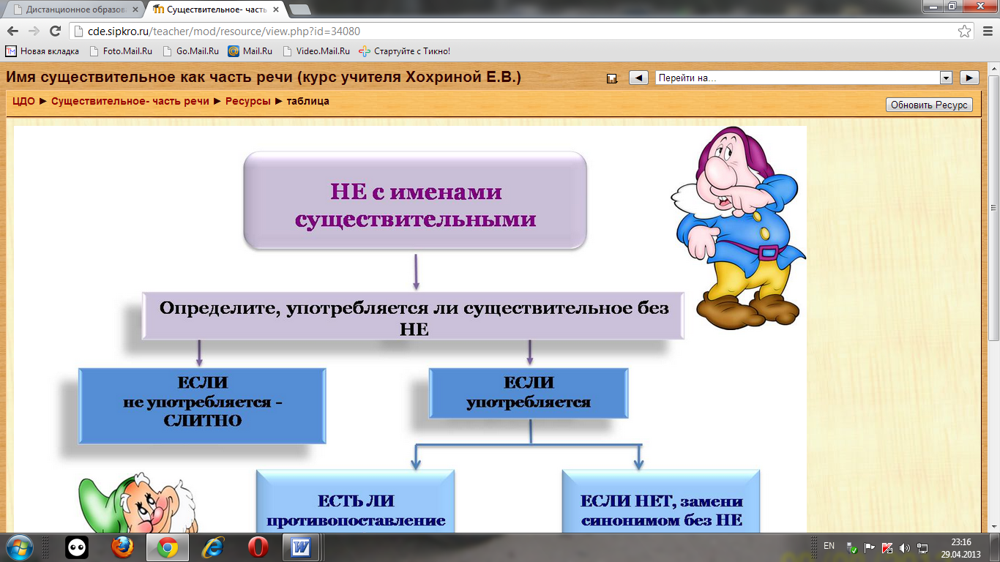 Дистанционное образова
Существительное- часть
cde.sipkro.ru/teacher/mod/resource/view.php?id=34080
Новая вкладка Foto.Mail.Ru Go.Mail.Ru Mail.Ru Video.Mail.Ru Стартуйте с Тикно!
Имя существительное как часть речи (курс учителя Хохриной Е.В.)
Перейти на...
ЦДО ► Существительное- часть речи ► Ресурсы ► таблица
Обновить Ресурс
НЕ с именами
существительными
Определите, употребляется ли существительное без
НЕ
ЕСЛИ
не употребляется -
СЛИТНО
ЕСЛИ
употребляется
ЕСТЬ ЛИ
противопоставление
ЕСЛИ НЕТ, замени
синонимом без НЕ
EN
23:16
29.04.2013